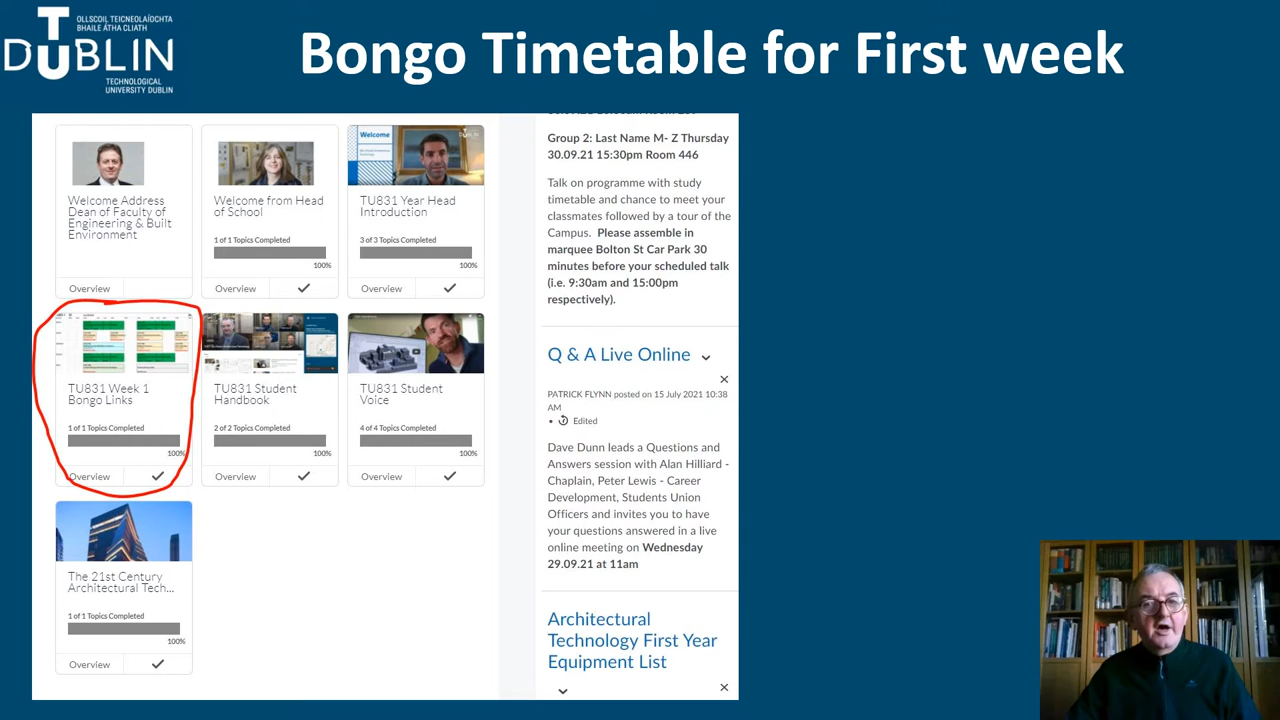 OLLSCOIL TEICNEOLAÍOCHTA
BHAILE ÁTHA CLIATH
TU DUBLIN
TECHNOLOGICAL
UNIVERSITY DUBLIN
Bongo Timetable for First week
Welcome Address
Dean of Faculty of
Engineering & Built
Environment
Overview
Welcome from Head
of School
1 of 1 Topics Completed
100%
Overview
Welcome
DUBLIN
TU831 Year Head
Introduction
3 of 3 Topics Completed
100%
Overview
TU831 Week 1
Bongo Links
1 of 1 Topics Completed
100%
Overview
TU831 Student
Handbook
2 of 2 Topics Completed
100%
Overview
TU831 Student
Voice
4 of 4 Topics Completed
100%
Overview
The 21st Century
Architectural Tech...
1 of 1 Topics Completed
100%
Overview
Group 2: Last Name M- Z Thursday
30.09.21 15:30pm Room 446
Talk on programme with study
timetable and chance to meet your
classmates followed by a tour of the
Campus. Please assemble in
marquee Bolton St Car Park 30
minutes before your scheduled talk
(i.e. 9:30am and 15:00pm
respectively).
Q & A Live Online
PATRICK FLYNN posted on 15 July 2021 10:38
AM
• Edited
Dave Dunn leads a Questions and
Answers session with Alan Hilliard -
Chaplain, Peter Lewis - Career
Development, Students Union
Officers and invites you to have
your questions answered in a live
online meeting on Wednesday
29.09.21 at 11am
Architectural
Technology First Year
Equipment List